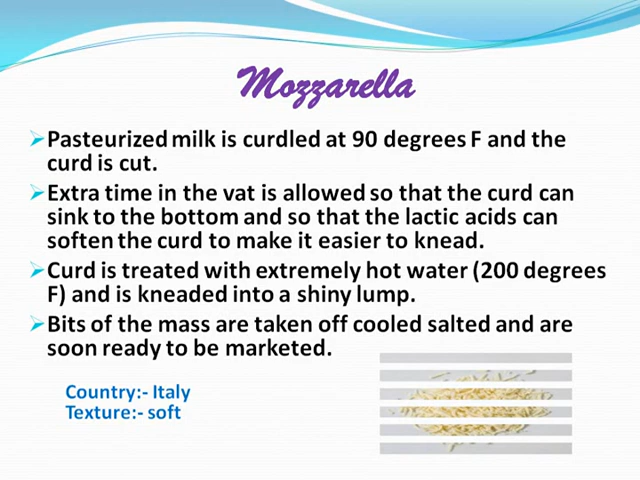 Mozzarella
Pasteurized milk is curdled at 90 degrees F and the
curd is cut.
Extra time in the vat is allowed so that the curd can
sink to the bottom and so that the lactic acids can
soften the curd to make it easier to knead.
Curd is treated with extremely hot water (200 degrees
F) and is kneaded into a shiny lump.
Bits of the mass are taken off cooled salted and are
soon ready to be marketed.
Country:- Italy
Texture:- soft